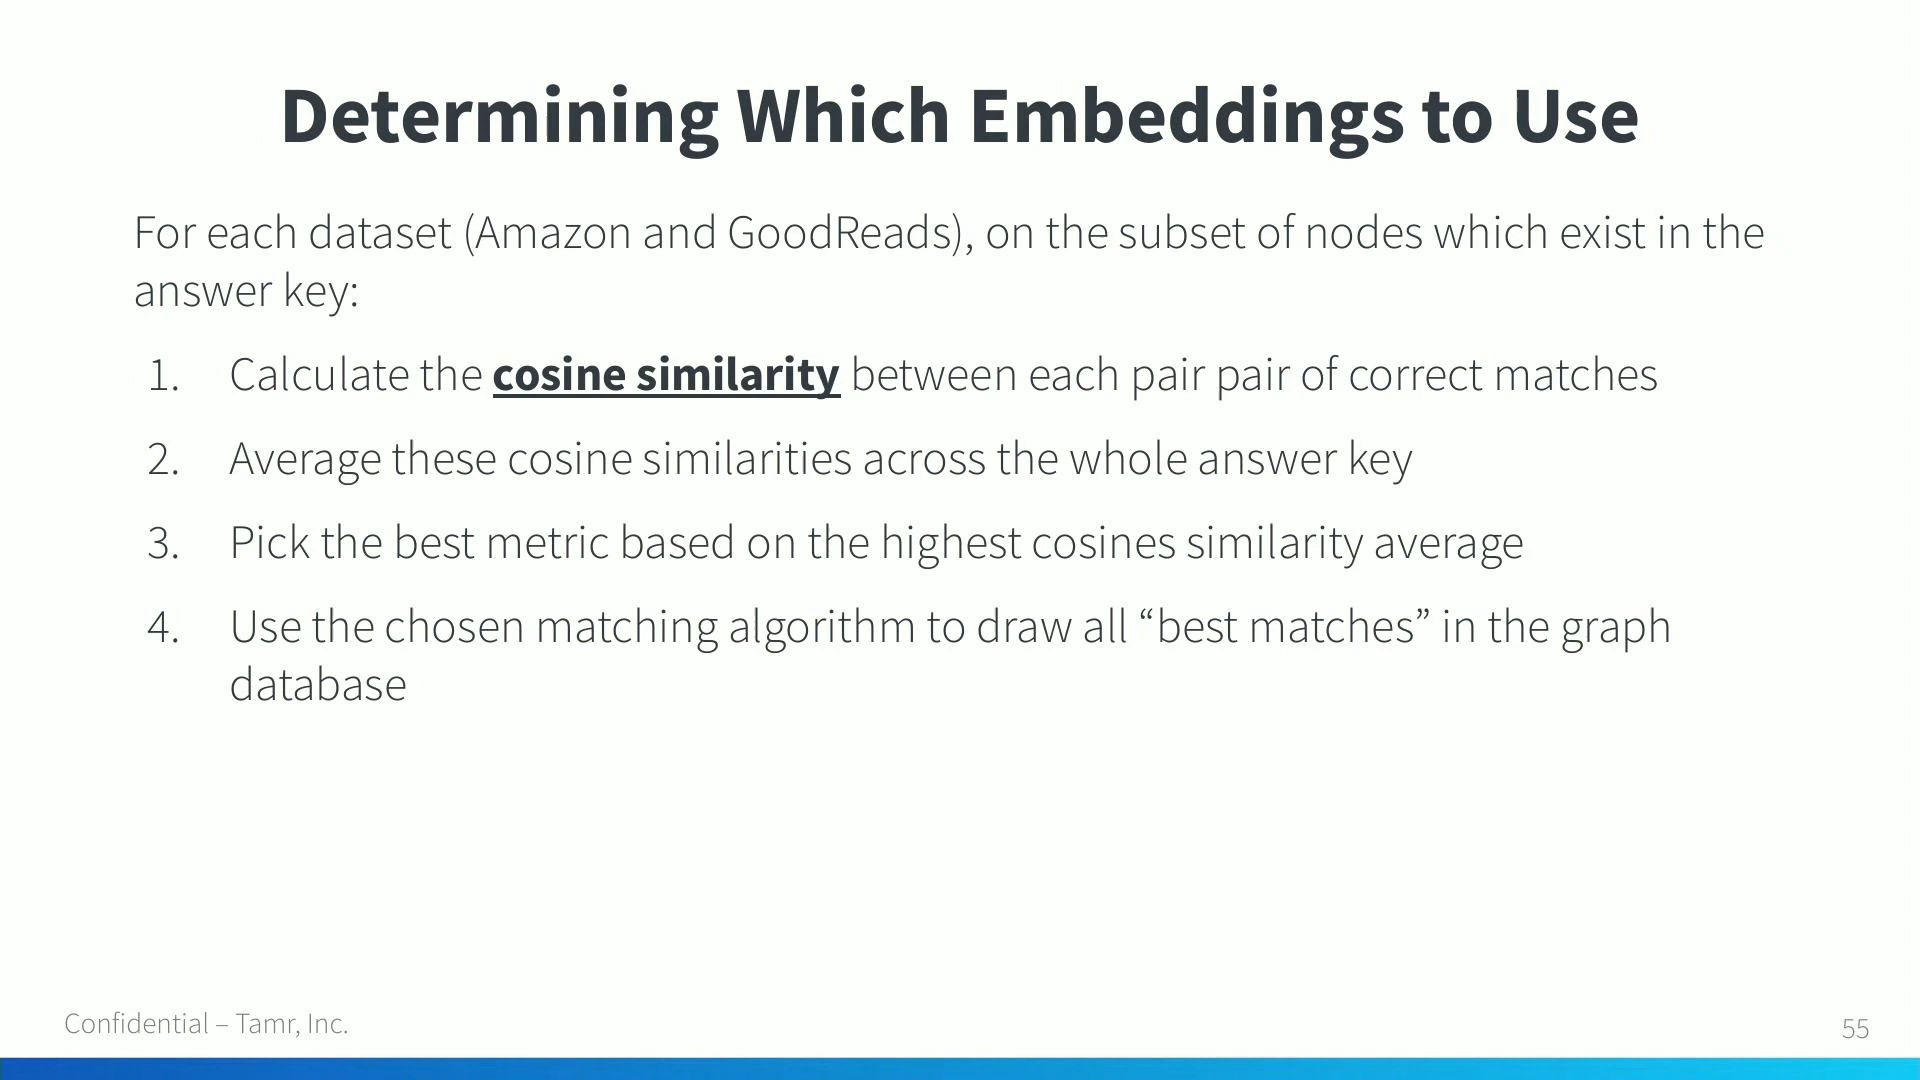 Determining Which Embeddings to Use
For each dataset (Amazon and GoodReads), on the subset of nodes which exist in the
answer key:
1. Calculate the cosine similarity between each pair pair of correct matches
2. Average these cosine similarities across the whole answer key
3. Pick the best metric based on the highest cosines similarity average
4. Use the chosen matching algorithm to draw all “best matches” in the graph
database
Confidential – Tamr, Inc.
55